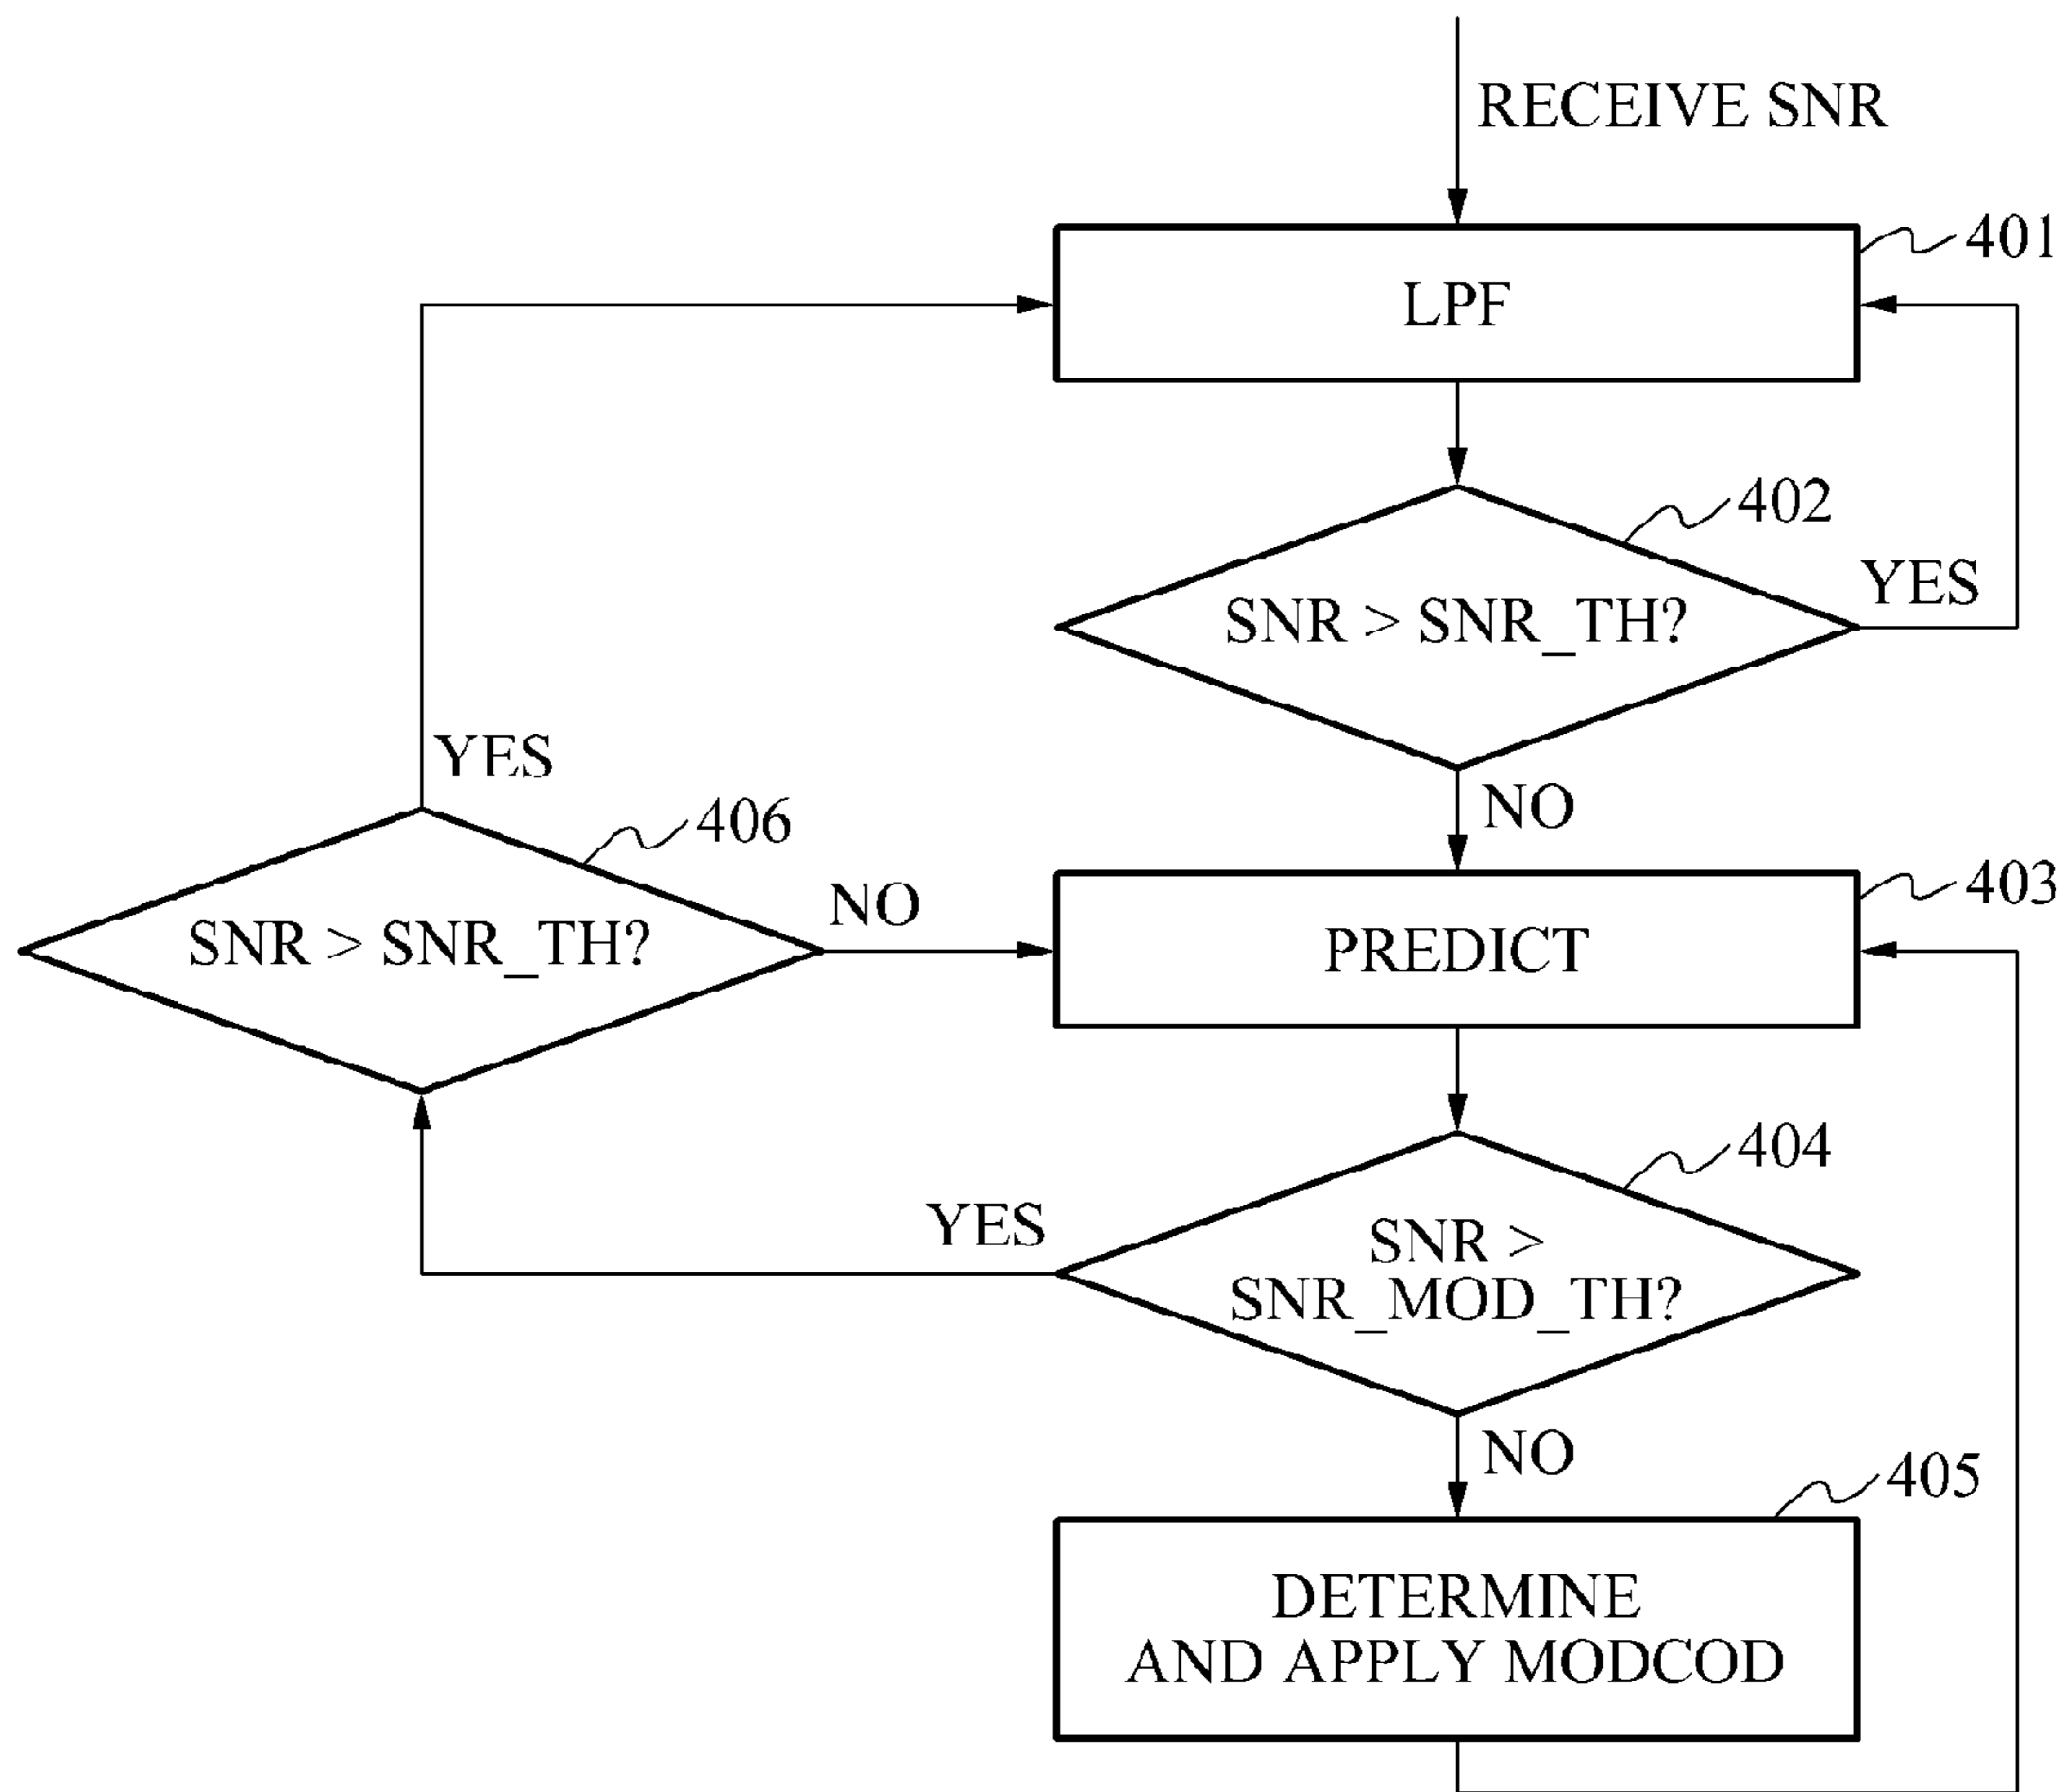 RECEIVE SNR
401
LPF
402
SNR > SNR_TH?
YES
NO
YES
406
SNR > SNR_TH?
NO
403
PREDICT
404
YES
SNR >
SNR_MOD_TH?
NO
405
DETERMINE
AND APPLY MODCOD